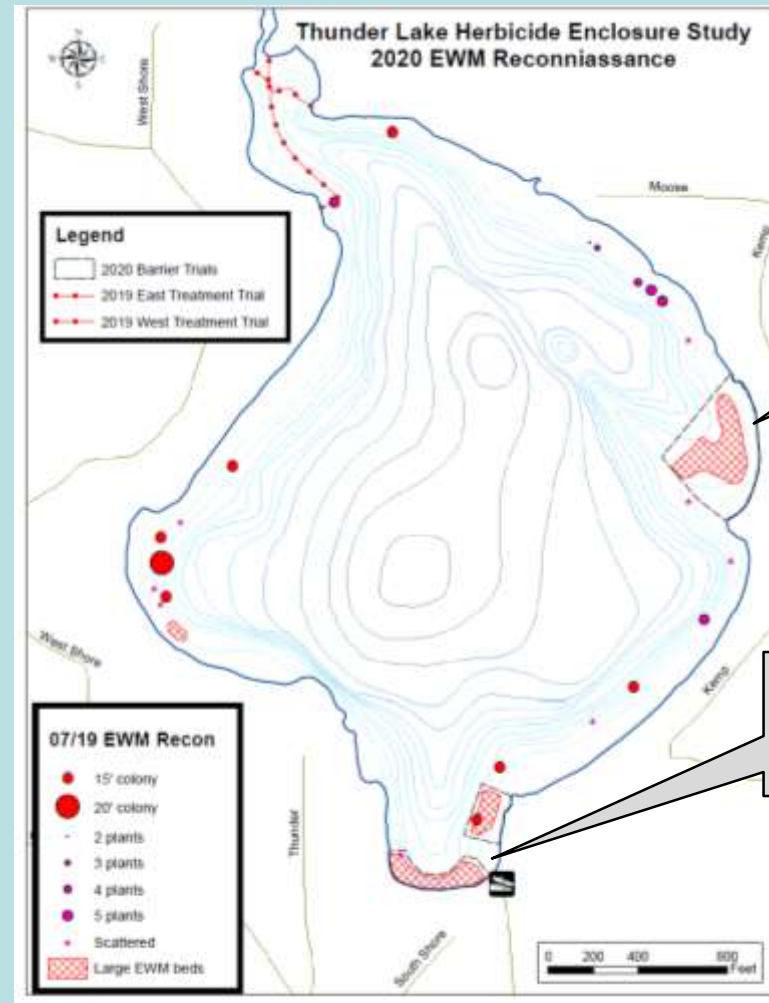 Thunder Lake Herbicide Enclosure Study
2020 EWM Reconniassance
N
W E
S
West Shore
Moose
Kemp
Legend
2020 Barrier Trials
2019 East Treatment Trial
2019 West Treatment Trial
West Shore
Kemp
07/19 EWM Recon
15' colony
20' colony
2 plants
3 plants
4 plants
5 plants
Scattered
Large EWM beds
Thunder
South Shore
0 200 400 800
Feet